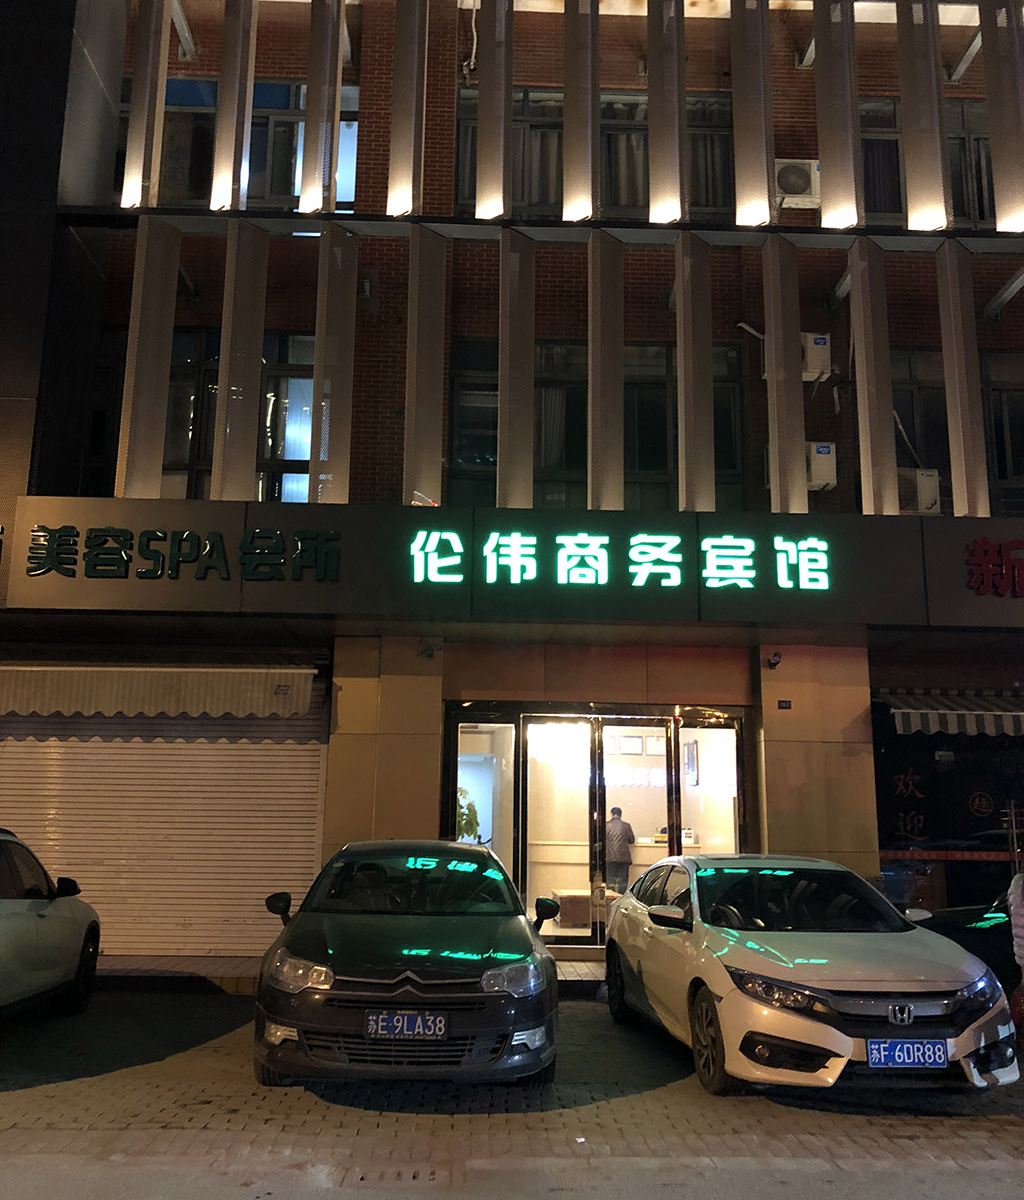 美容SPA会所
伦伟商务宾馆
新
欢迎
苏E·9LA38
苏F·6DR88